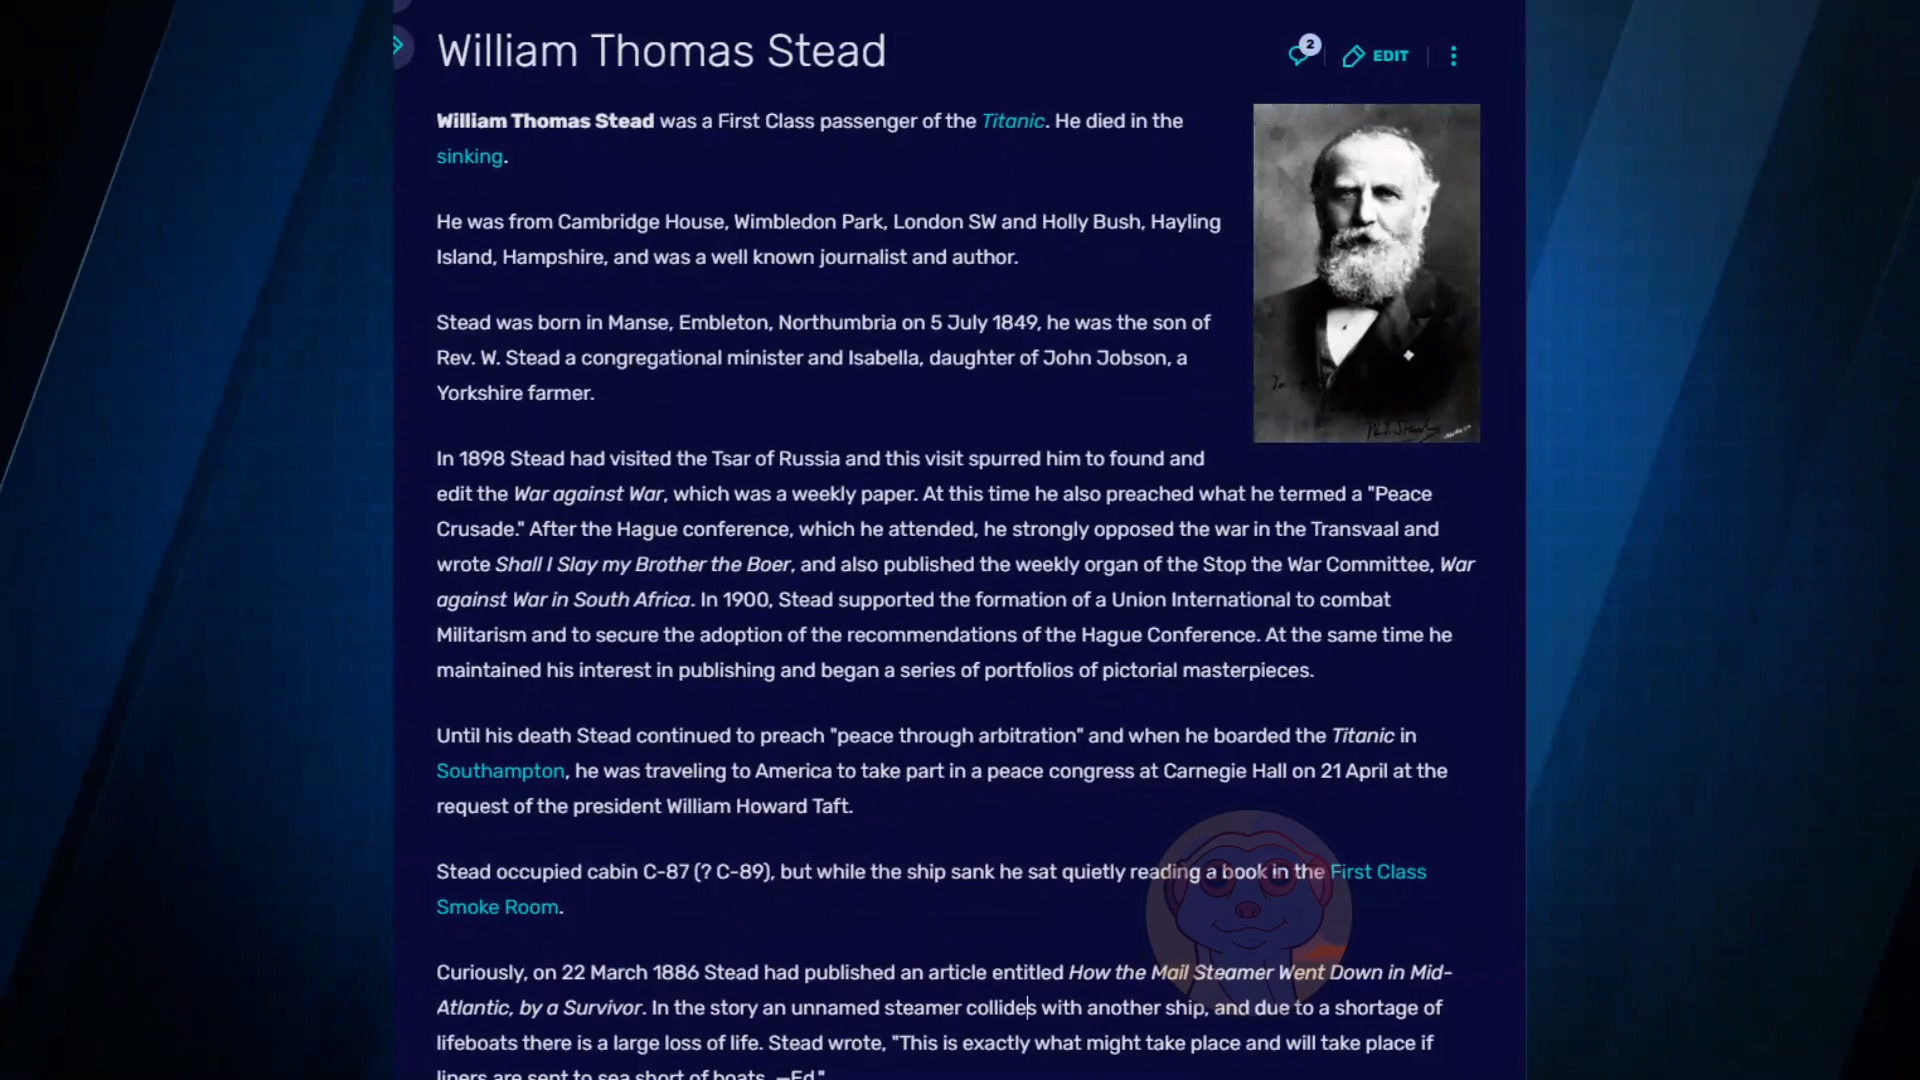 William Thomas Stead
2
EDIT
William Thomas Stead was a First Class passenger of the Titanic. He died in the
sinking.
He was from Cambridge House, Wimbledon Park, London SW and Holly Bush, Hayling
Island, Hampshire, and was a well known journalist and author.
Stead was born in Manse, Embleton, Northumbria on 5 July 1849, he was the son of
Rev. W. Stead a congregational minister and Isabella, daughter of John Jobson, a
Yorkshire farmer.
In 1898 Stead had visited the Tsar of Russia and this visit spurred him to found and
edit the War against War, which was a weekly paper. At this time he also preached what he termed a "Peace
Crusade." After the Hague conference, which he attended, he strongly opposed the war in the Transvaal and
wrote Shall I Slay my Brother the Boer, and also published the weekly organ of the Stop the War Committee, War
against War in South Africa. In 1900, Stead supported the formation of a Union International to combat
Militarism and to secure the adoption of the recommendations of the Hague Conference. At the same time he
maintained his interest in publishing and began a series of portfolios of pictorial masterpieces.
Until his death Stead continued to preach "peace through arbitration" and when he boarded the Titanic in
Southampton, he was traveling to America to take part in a peace congress at Carnegie Hall on 21 April at the
request of the president William Howard Taft.
Stead occupied cabin C-87 (? C-89), but while the ship sank he sat quietly reading a book in the First Class
Smoke Room.
Curiously, on 22 March 1886 Stead had published an article entitled How the Mail Steamer Went Down in Mid-
Atlantic, by a Survivor. In the story an unnamed steamer collides with another ship, and due to a shortage of
lifeboats there is a large loss of life. Stead wrote, "This is exactly what might take place and will take place if
liners are sent to sea short of boats. —Ed."